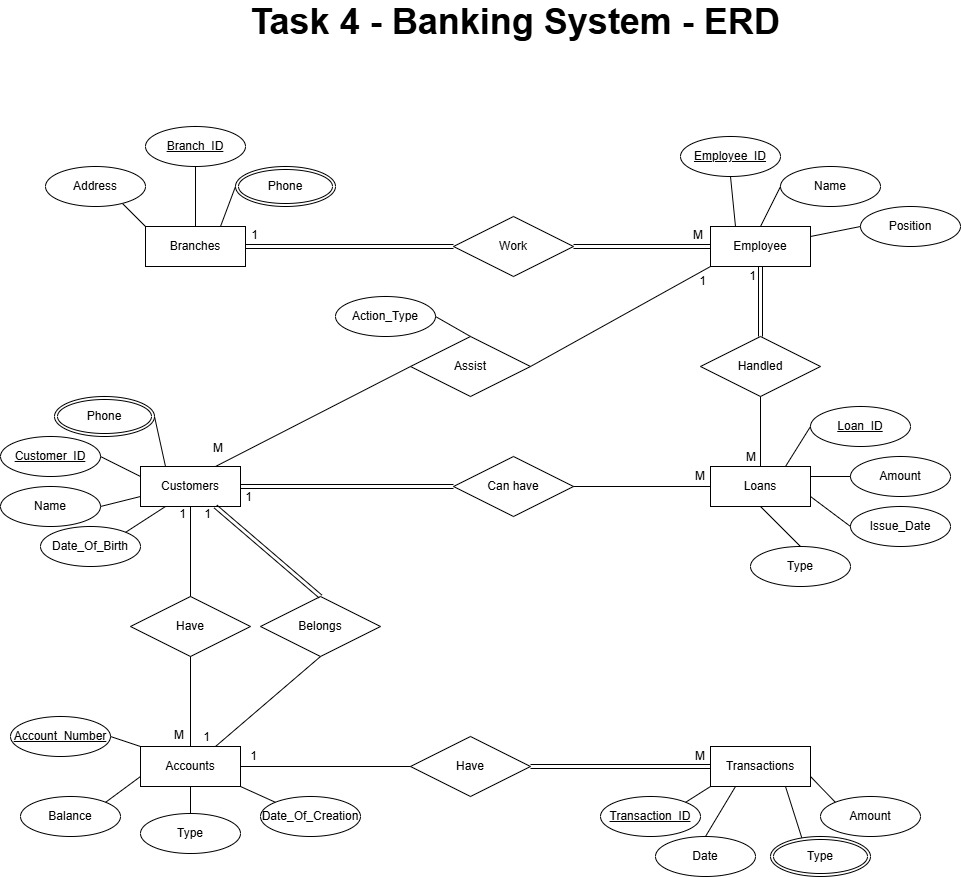 Task 4 - Banking System - ERD
Branch_ID
Employee_ID
Address
Phone
Name
Position
Branches
1
Work
M
Employee
1
1
Action_Type
Assist
Handled
Phone
Loan_ID
M
M
Customer_ID
Customers
1
Can have
M
Loans
Amount
Name
1
1
Issue_Date
Date_Of_Birth
Type
Have
Belongs
Account_Number
M
1
Accounts
1
Have
M
Transactions
Balance
Type
Date_Of_Creation
Transaction_ID
Amount
Date
Type